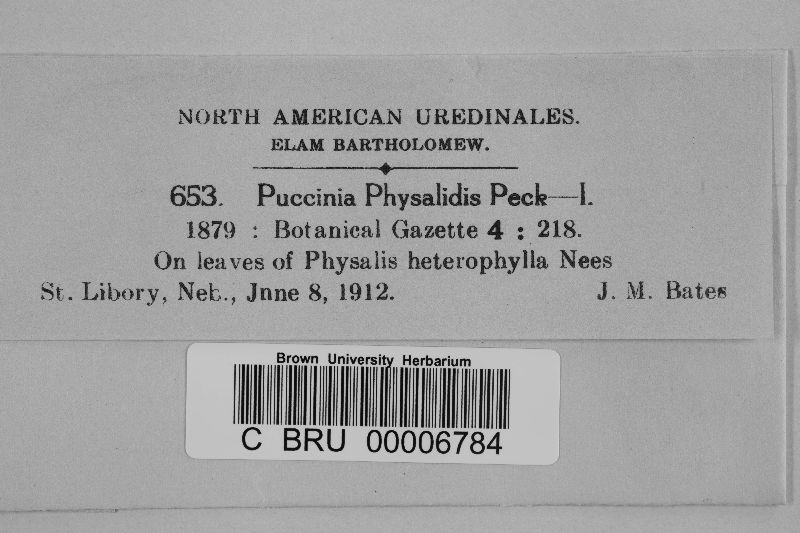 NORTH AMERICAN UREDINALES.
ELAM BARTHOLOMEW.
653. Puccinia Physalidis Peck—I.
1879 : Botanical Gazette 4 : 218.
On leaves of Physalis heterophylla Nees
St. Libory, Neb., Jnne 8, 1912. J. M. Bates
Brown University Herbarium
C BRU 00006784